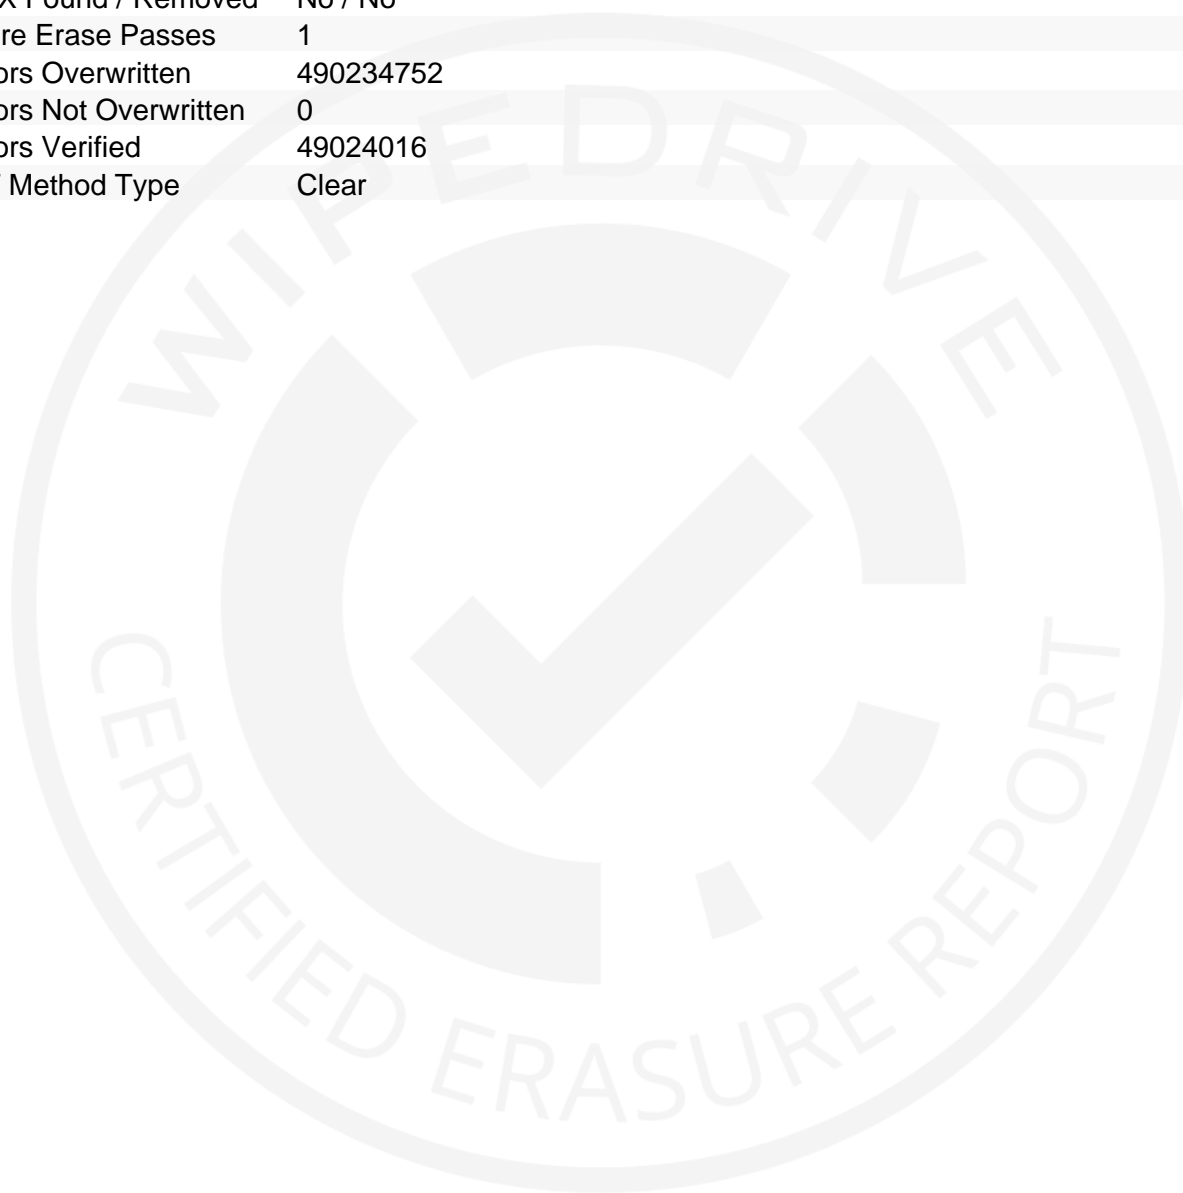 X Found / Removed No / No
re Erase Passes 1
ors Overwritten 490234752
ors Not Overwritten 0
ors Verified 49024016
Method Type Clear
WIPEDRIVE
CERTIFIED ERASURE REPORT